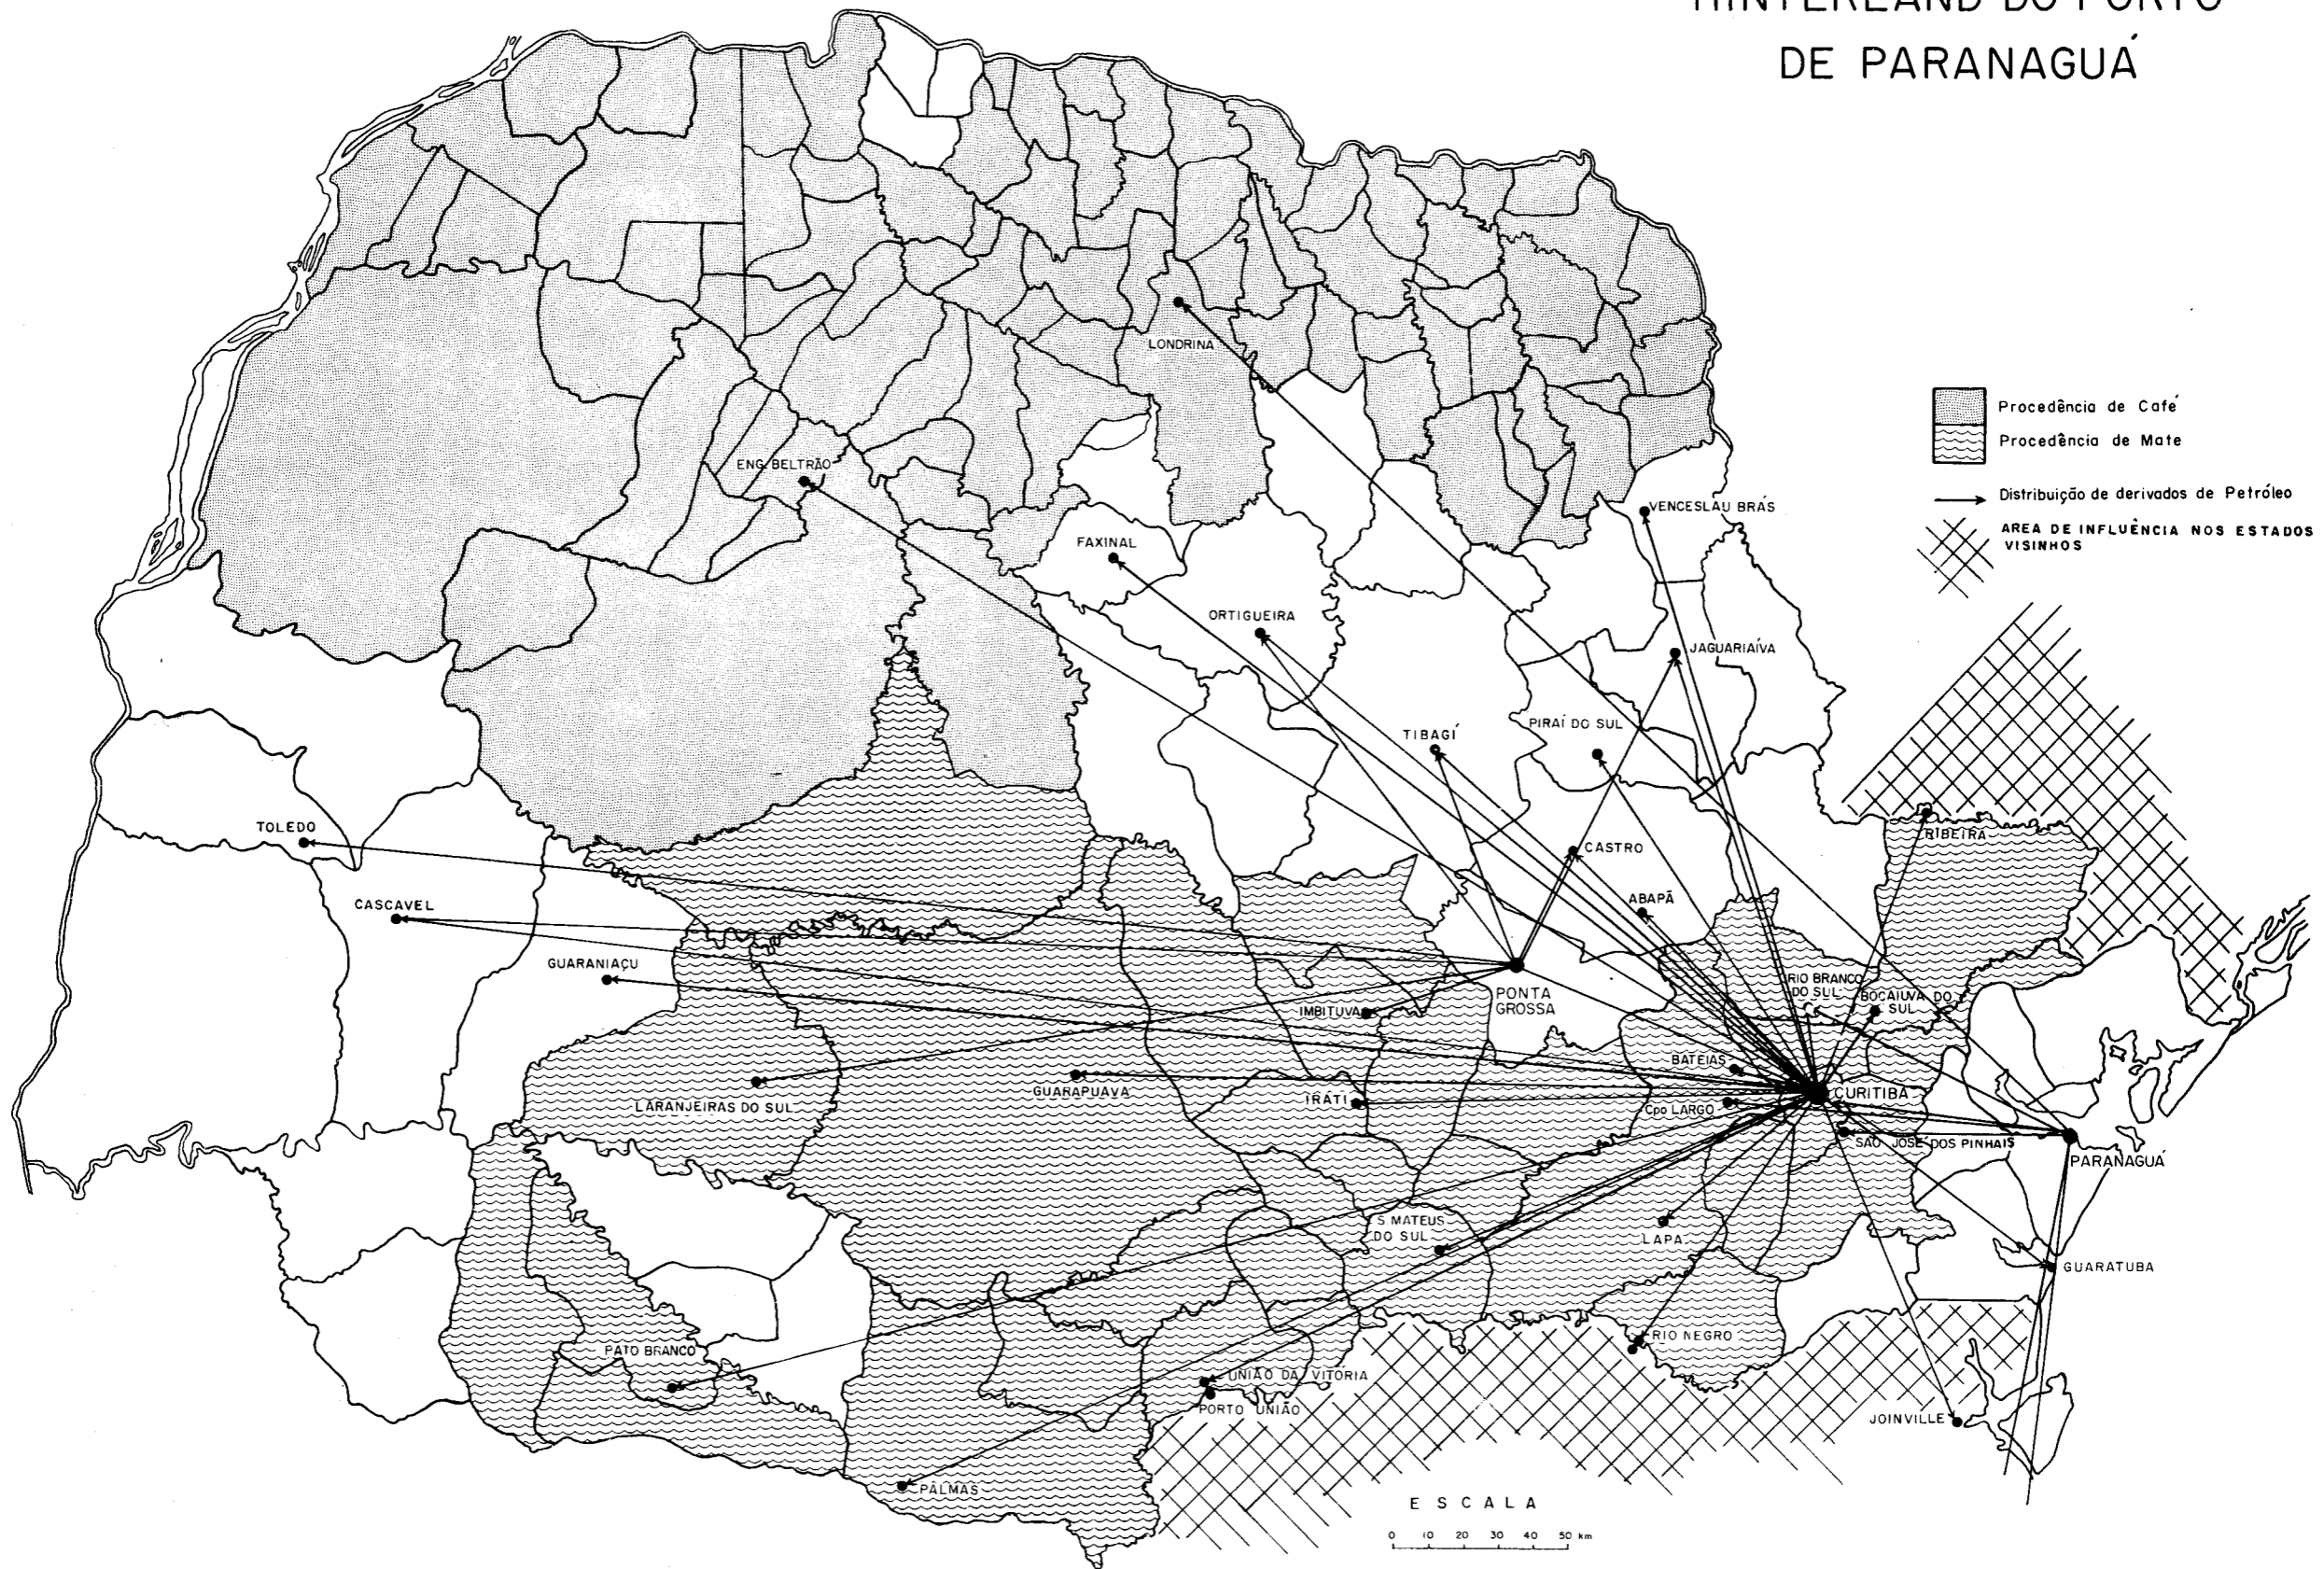 HINTERLAND DO PORTO
DE PARANAGUÁ
Procedência de Café
Procedência de Mate
Distribuição de derivados de Petróleo
AREA DE INFLUÊNCIA NOS ESTADOS
VISINHOS
LONDRINA
ENG. BELTRÃO
VENCESLAU BRÁS
FAXINAL
ORTIGUEIRA
JAGUARIAÍVA
PIRAÍ DO SUL
TIBAGÍ
TOLEDO
RIBEIRA
CASTRO
ABAPÃ
CASCAVEL
GUARANIAÇU
RIO BRANCO
DO SUL
BOCAIUVA DO
SUL
PONTA
GROSSA
IMBITUVA
BATEIAS
GUARAPUAVA
IRATI
CURITIBA
LARANJEIRAS DO SUL
Cpo LARGO
SÃO JOSÉ DOS PINHAIS
PARANAGUÁ
S. MATEUS
DO SUL
LAPA
GUARATUBA
RIO NEGRO
PATO BRANCO
UNIÃO DA VITÓRIA
PORTO UNIÃO
JOINVILLE
PALMAS
ESCALA
0 10 20 30 40 50 km